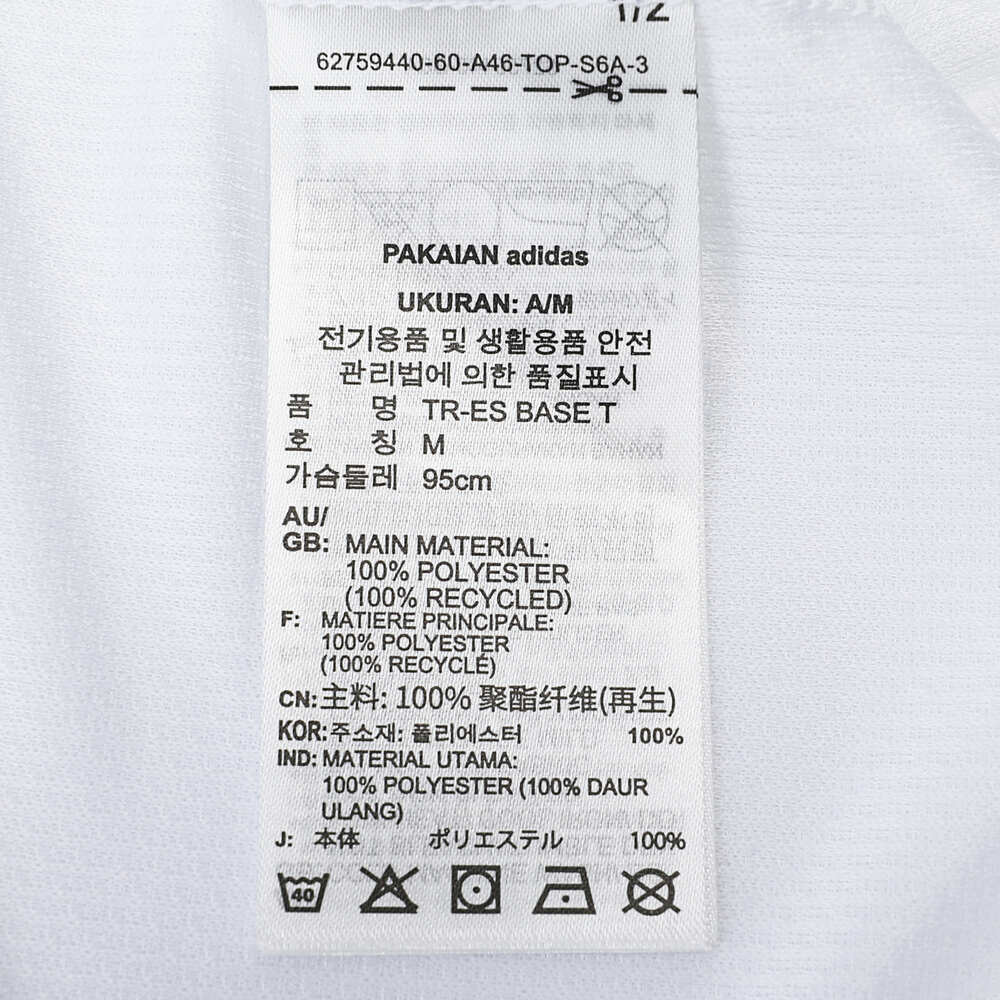 1/2
62759440-60-A46-TOP-S6A-3
PAKAIAN adidas
UKURAN: A/M
전기용품 및 생활용품 안전
관리법에 의한 품질표시
품 명 TR-ES BASE T
호 칭 M
가슴둘레 95cm
AU/
GB: MAIN MATERIAL:
100% POLYESTER
(100% RECYCLED)
F: MATIERE PRINCIPALE:
100% POLYESTER
(100% RECYCLÉ)
CN:主料: 100% 聚酯纤维(再生)
KOR:주소재: 폴리에스터 100%
IND: MATERIAL UTAMA:
100% POLYESTER (100% DAUR
ULANG)
J: 本体 ポリエステル 100%
40